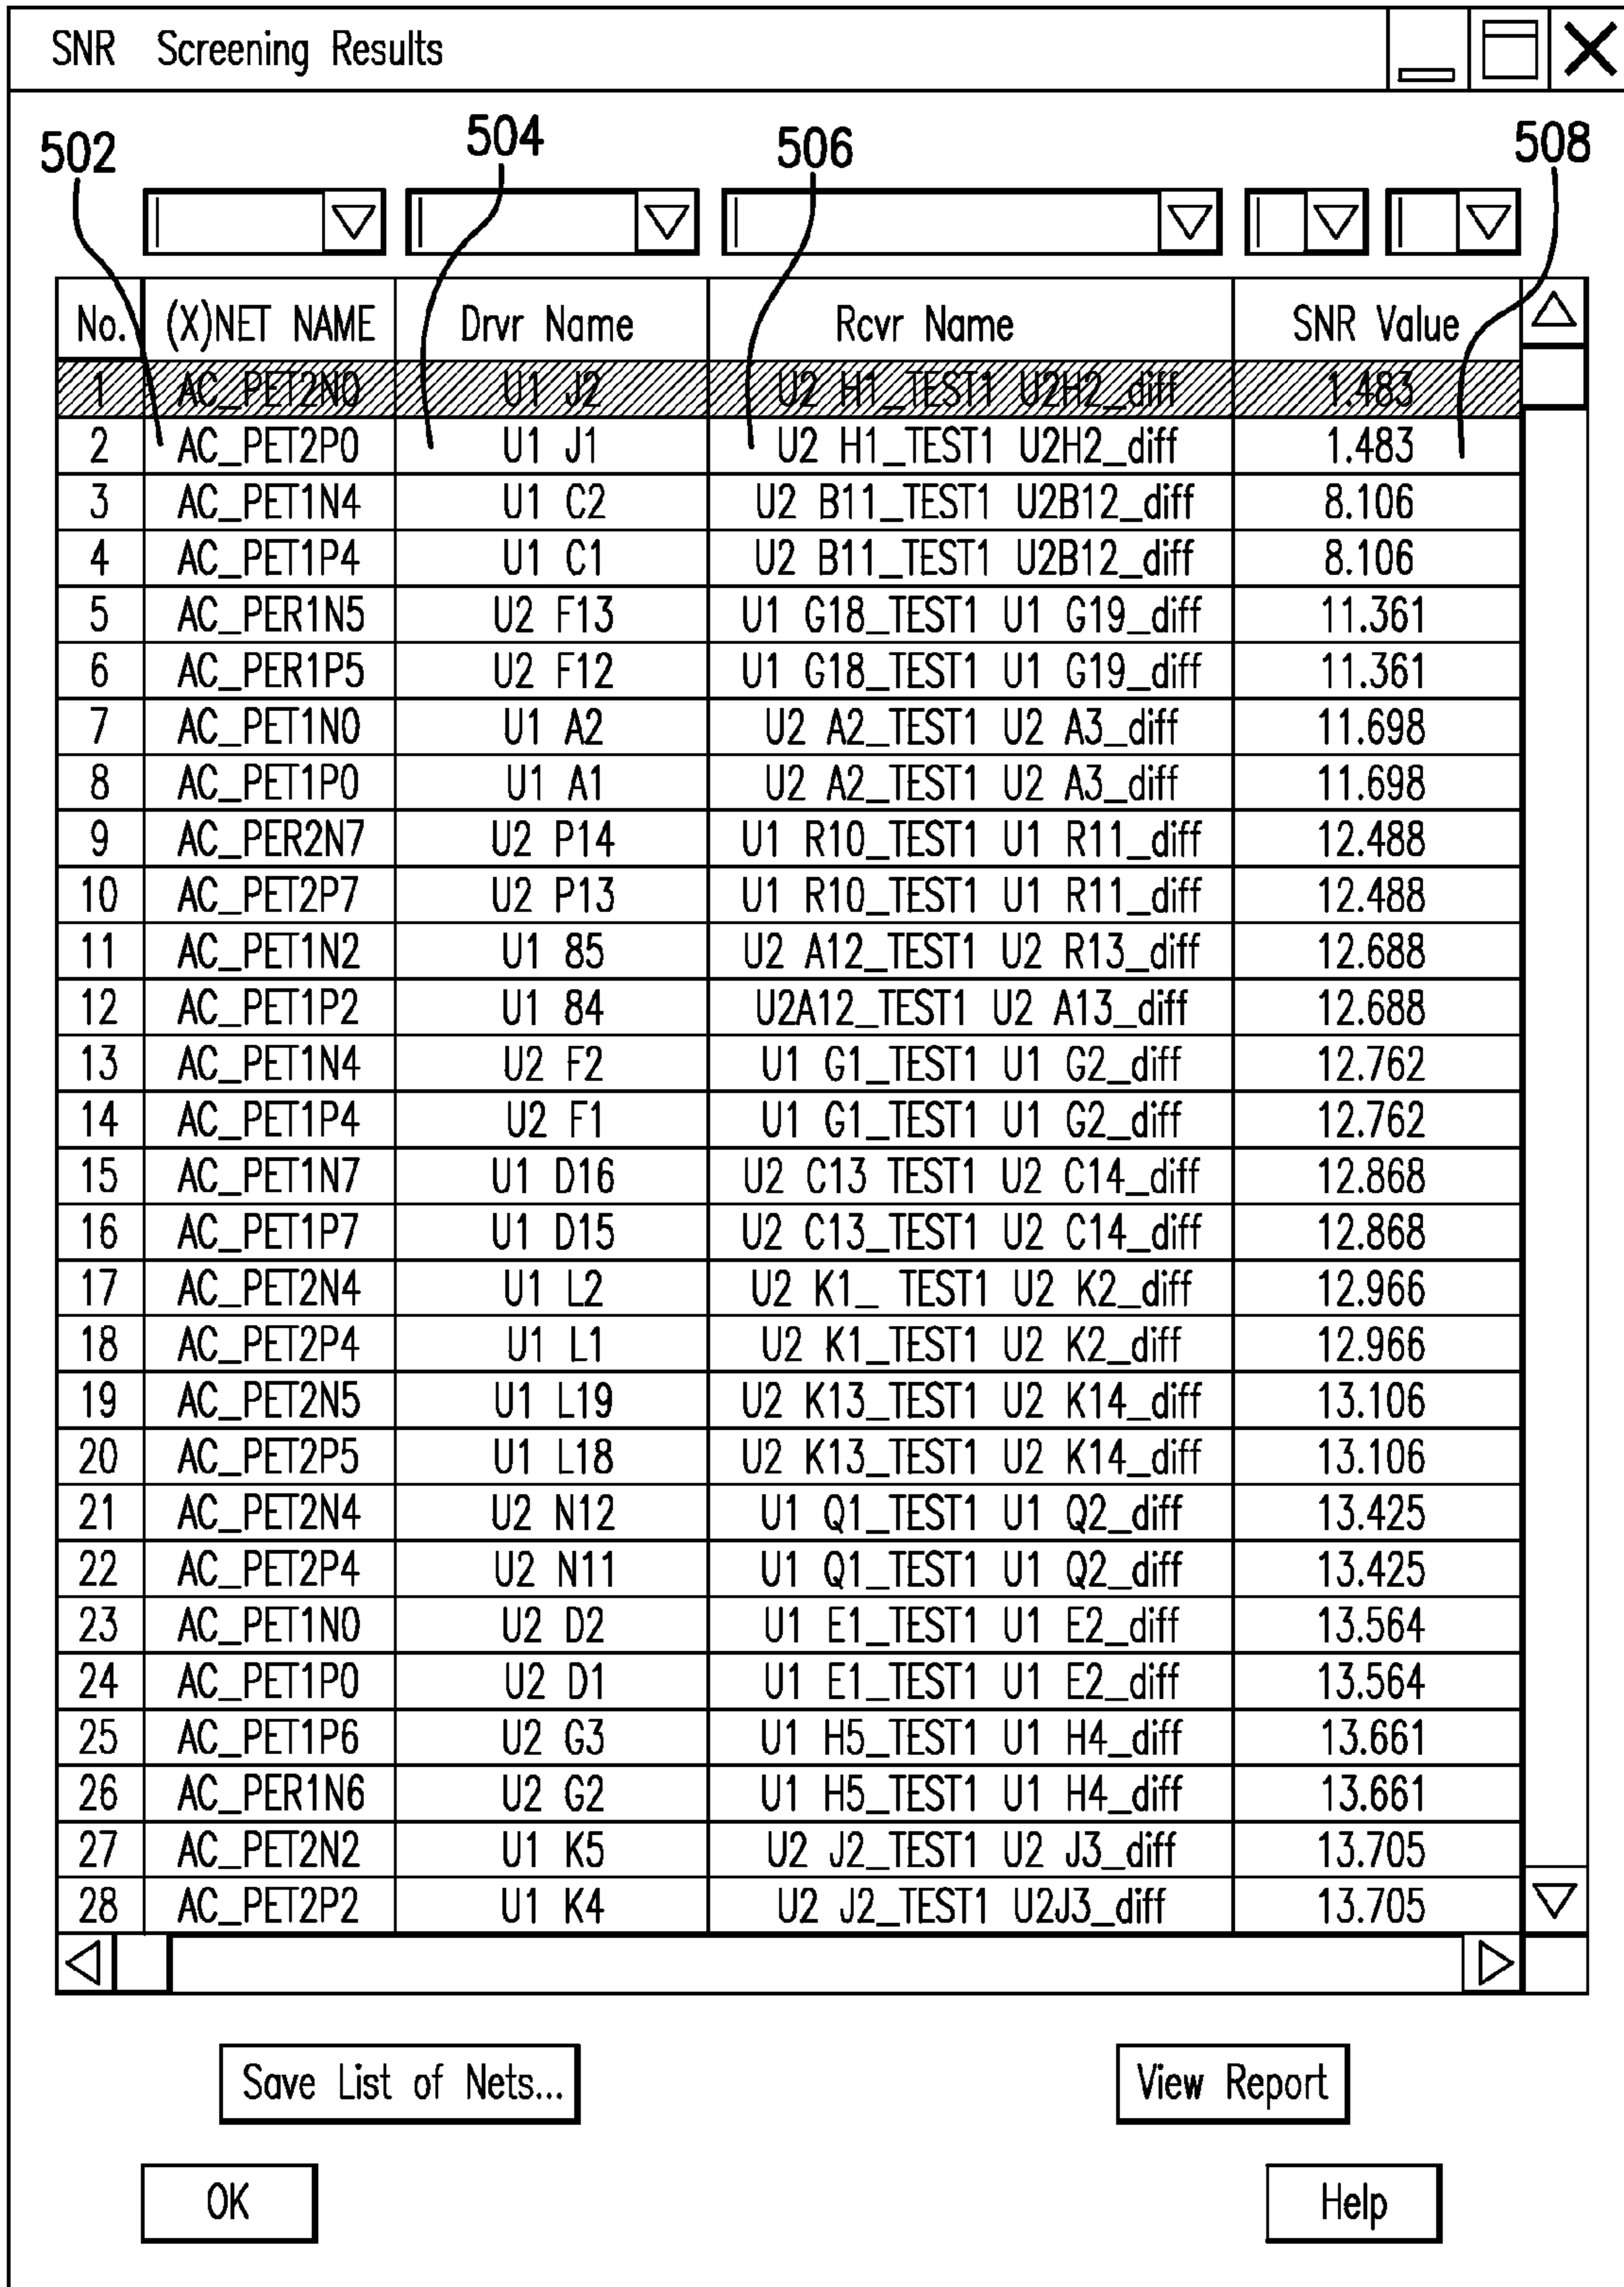 SNR Screening Results
502 504 506 508
No. (X)NET NAME Drvr Name Rcvr Name SNR Value
1 AC_PET2N0 U1 J2 U2 H1_TEST1 U2H2_diff 1.483
2 AC_PET2P0 U1 J1 U2 H1_TEST1 U2H2_diff 1.483
3 AC_PET1N4 U1 C2 U2 B11_TEST1 U2B12_diff 8.106
4 AC_PET1P4 U1 C1 U2 B11_TEST1 U2B12_diff 8.106
5 AC_PER1N5 U2 F13 U1 G18_TEST1 U1 G19_diff 11.361
6 AC_PER1P5 U2 F12 U1 G18_TEST1 U1 G19_diff 11.361
7 AC_PET1N0 U1 A2 U2 A2_TEST1 U2 A3_diff 11.698
8 AC_PET1P0 U1 A1 U2 A2_TEST1 U2 A3_diff 11.698
9 AC_PER2N7 U2 P14 U1 R10_TEST1 U1 R11_diff 12.488
10 AC_PET2P7 U2 P13 U1 R10_TEST1 U1 R11_diff 12.488
11 AC_PET1N2 U1 85 U2 A12_TEST1 U2 R13_diff 12.688
12 AC_PET1P2 U1 84 U2A12_TEST1 U2 A13_diff 12.688
13 AC_PET1N4 U2 F2 U1 G1_TEST1 U1 G2_diff 12.762
14 AC_PET1P4 U2 F1 U1 G1_TEST1 U1 G2_diff 12.762
15 AC_PET1N7 U1 D16 U2 C13 TEST1 U2 C14_diff 12.868
16 AC_PET1P7 U1 D15 U2 C13_TEST1 U2 C14_diff 12.868
17 AC_PET2N4 U1 L2 U2 K1_ TEST1 U2 K2_diff 12.966
18 AC_PET2P4 U1 L1 U2 K1_TEST1 U2 K2_diff 12.966
19 AC_PET2N5 U1 L19 U2 K13_TEST1 U2 K14_diff 13.106
20 AC_PET2P5 U1 L18 U2 K13_TEST1 U2 K14_diff 13.106
21 AC_PET2N4 U2 N12 U1 Q1_TEST1 U1 Q2_diff 13.425
22 AC_PET2P4 U2 N11 U1 Q1_TEST1 U1 Q2_diff 13.425
23 AC_PET1N0 U2 D2 U1 E1_TEST1 U1 E2_diff 13.564
24 AC_PET1P0 U2 D1 U1 E1_TEST1 U1 E2_diff 13.564
25 AC_PET1P6 U2 G3 U1 H5_TEST1 U1 H4_diff 13.661
26 AC_PER1N6 U2 G2 U1 H5_TEST1 U1 H4_diff 13.661
27 AC_PET2N2 U1 K5 U2 J2_TEST1 U2 J3_diff 13.705
28 AC_PET2P2 U1 K4 U2 J2_TEST1 U2J3_diff 13.705
Save List of Nets... View Report
OK Help